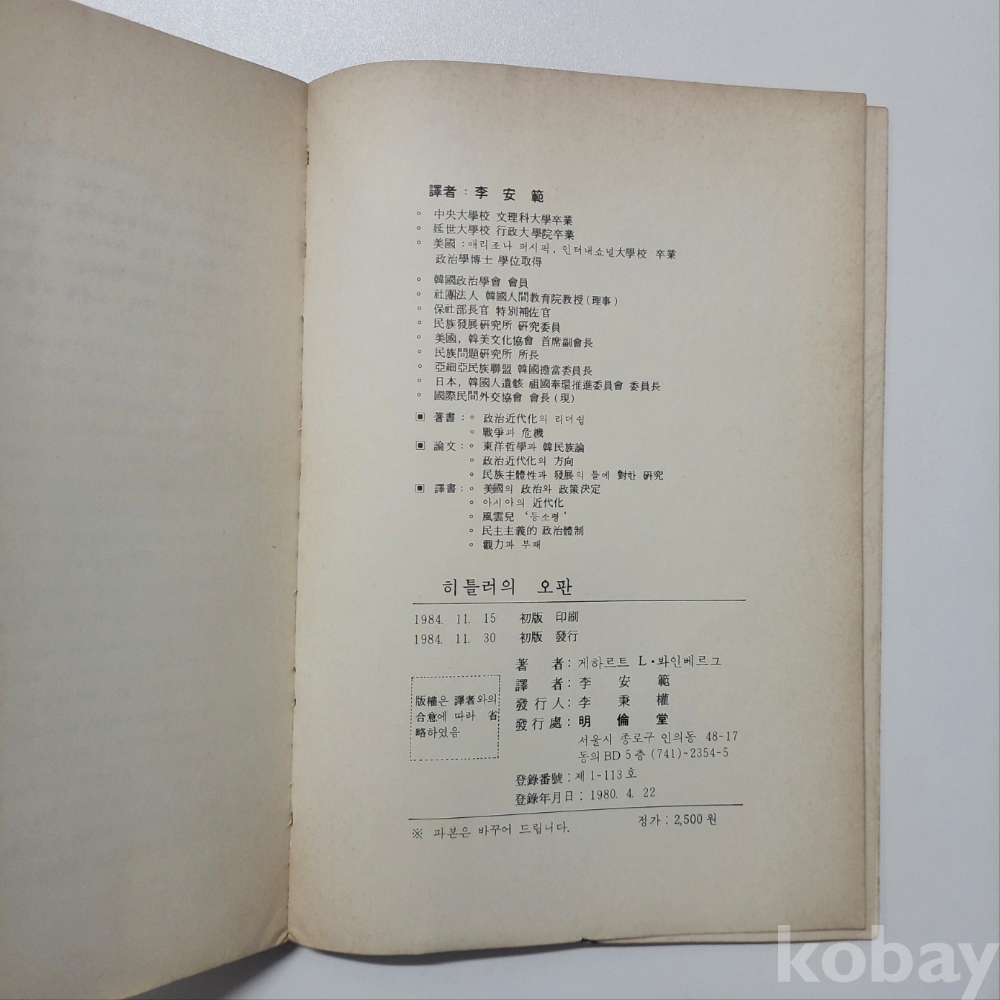 譯者 : 李 安 範
◦ 中央大學校 文理科大學卒業
◦ 延世大學校 行政大學院卒業
◦ 美國 : 애리조나 퍼시픽, 인터내쇼널大學校 卒業
政治學博士 學位取得
◦ 韓國政治學會 會員
◦ 社團法人 韓國人間教育院教授 (理事)
◦ 保社部長官 特別補佐官
◦ 民族發展硏究所 硏究委員
◦ 美國, 韓美文化協會 首席副會長
◦ 民族問題硏究所 所長
◦ 亞細亞民族聯盟 韓國擔當委員長
◦ 日本, 韓國人遺骸 祖國奉環推進委員會 委員長
◦ 國際民間外交協會 會長 (現)
▣ 著書 : ◦ 政治近代化의 리더쉽
◦ 戰爭과 危機
▣ 論文 : ◦ 東洋哲學과 韓民族論
◦ 政治近代化의 方向
◦ 民族主體性과 發展의 틀에 對한 硏究
▣ 譯書 : ◦ 美國의 政治와 政策決定
◦ 아시아의 近代化
◦ 風雲兒 ‘등소평’
◦ 民主主義的 政治體制
◦ 觀力과 부패
히틀러의 오판
1984. 11. 15 初版 印刷
1984. 11. 30 初版 發行
著 者 : 게하르트 L·봐인베르그
譯 者 : 李 安 範
發行人 : 李 秉 權
發行處 : 明 倫 堂
서울시 종로구 인의동 48-17
동의 BD 5층 (741)-2354-5
登錄番號 : 제 1-113호
登錄年月日 : 1980. 4. 22
版權은 譯者와의
合意에 따라 省
略하였음
※ 파본은 바꾸어 드립니다. 정가 : 2,500원
kobay